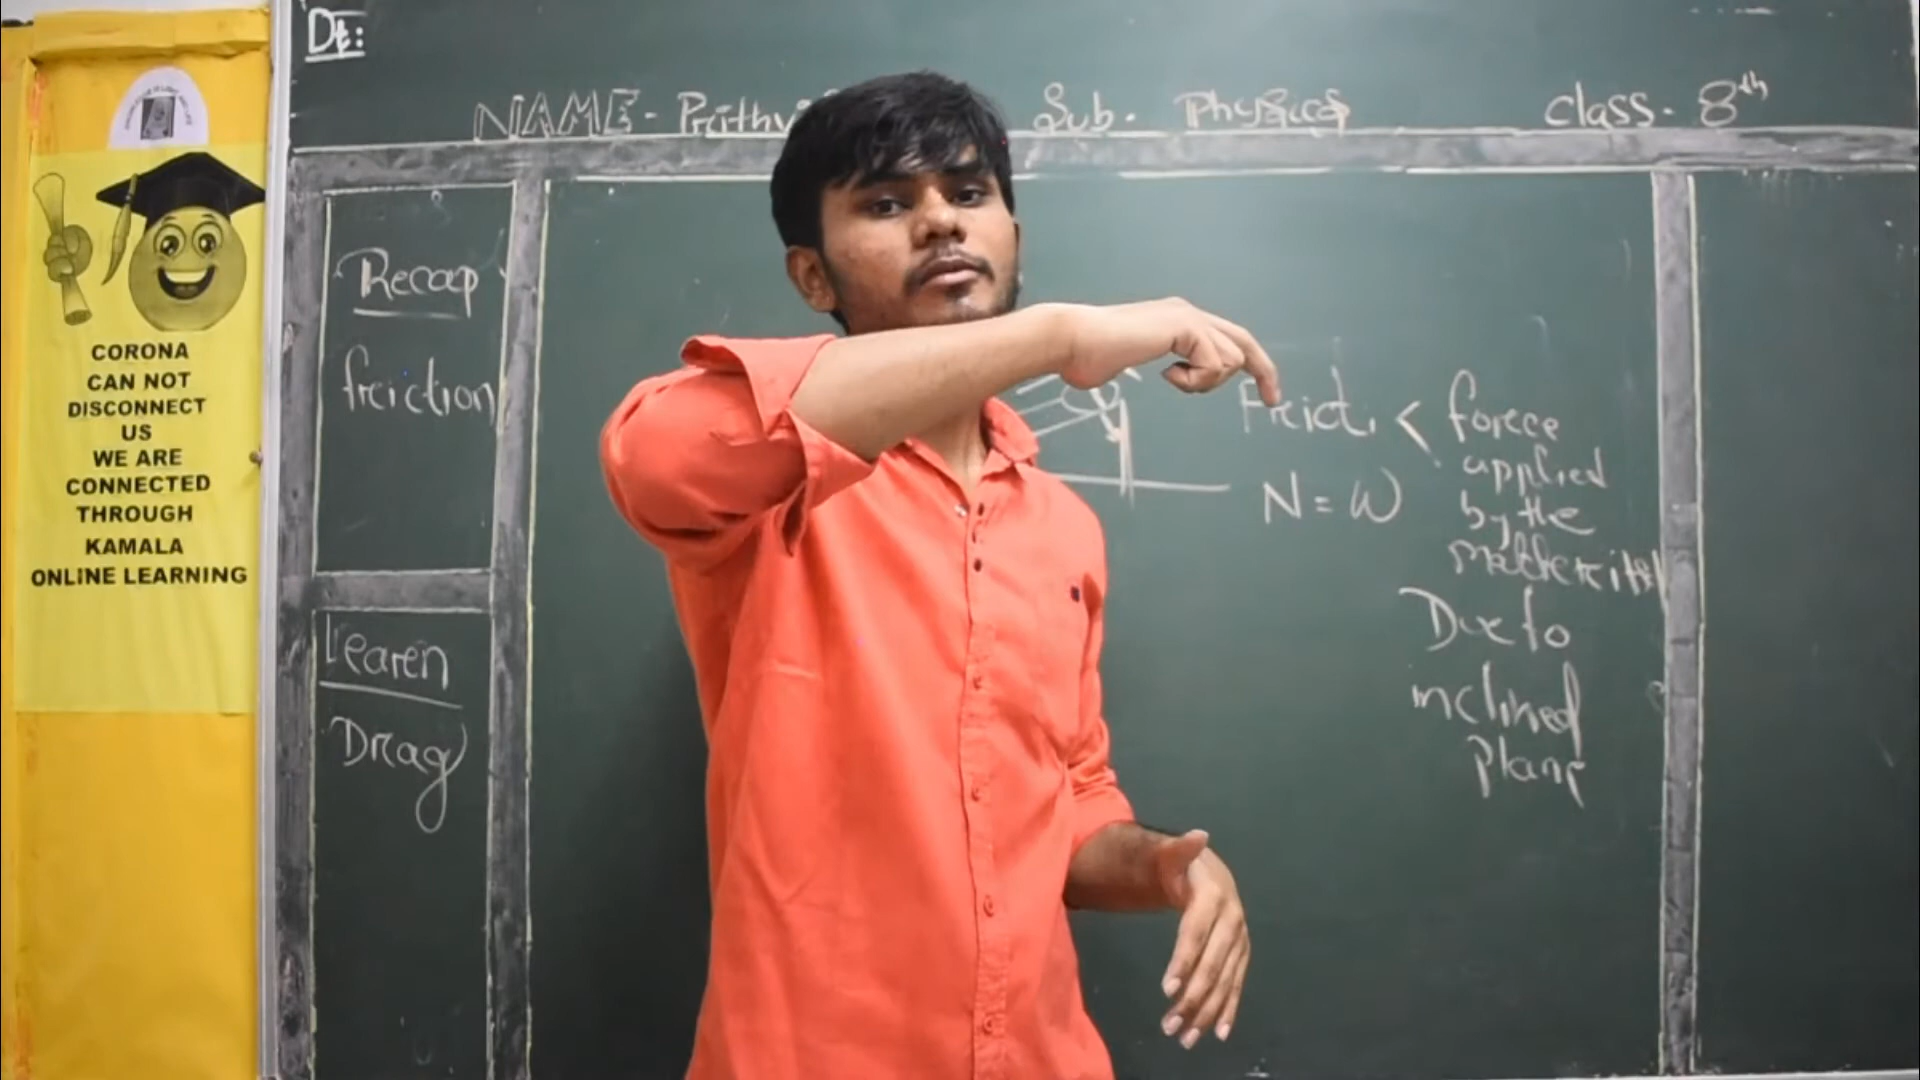 Dt:
NAME - Prithvi
Sub. Physics
Class. 8th
CORONA
CAN NOT
DISCONNECT
US
WE ARE
CONNECTED
THROUGH
KAMALA
ONLINE LEARNING
Recap
friction
Learn
Drag
Frict. < force
applied
by the
N = W
Due to
inclined
Plane